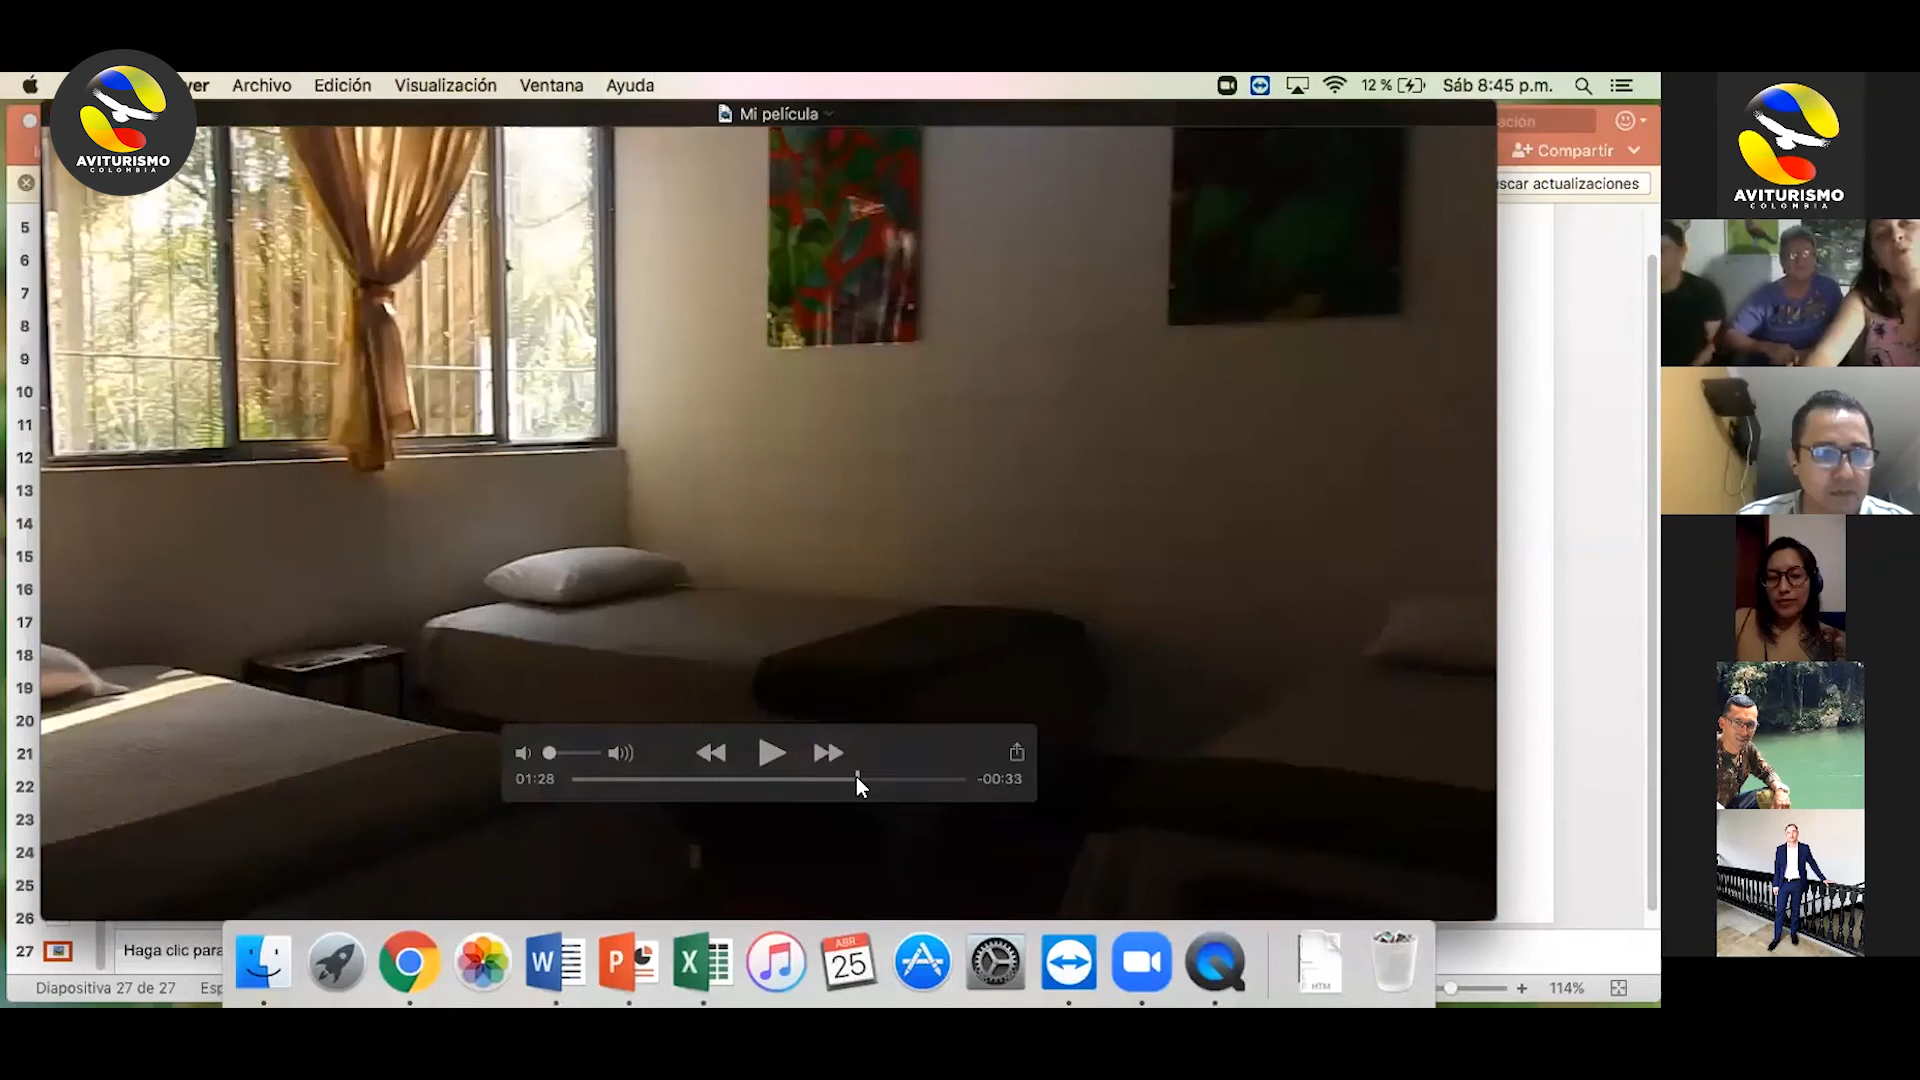 ver Archivo Edición Visualización Ventana Ayuda
12 % Sáb 8:45 p.m.
Mi película
AVITURISMO
COLOMBIA
ación
Compartir
scar actualizaciones
AVITURISMO
COLOMBIA
5
6
7
8
9
10
11
12
13
14
15
16
17
18
19
20
21
22
23
24
25
26
27
01:28
-00:33
Haga clic para
Diapositiva 27 de 27 Esp
W
P
X
ABR
25
HTM
114%